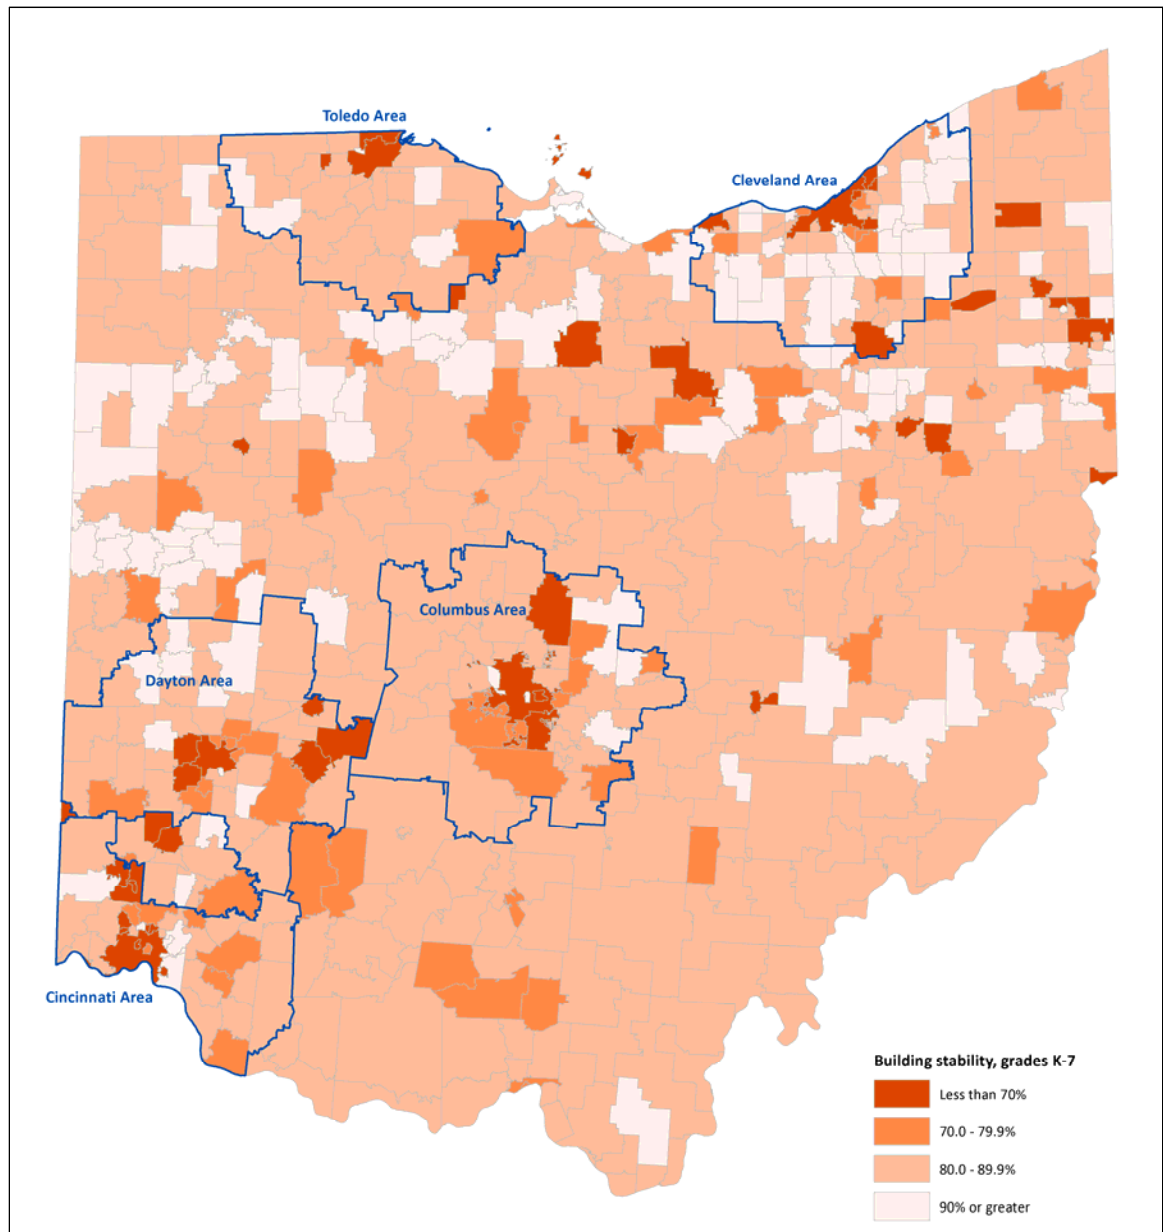 Toledo Area
Cleveland Area
Columbus Area
Dayton Area
Cincinnati Area
Building stability, grades K-7
Less than 70%
70.0 - 79.9%
80.0 - 89.9%
90% or greater